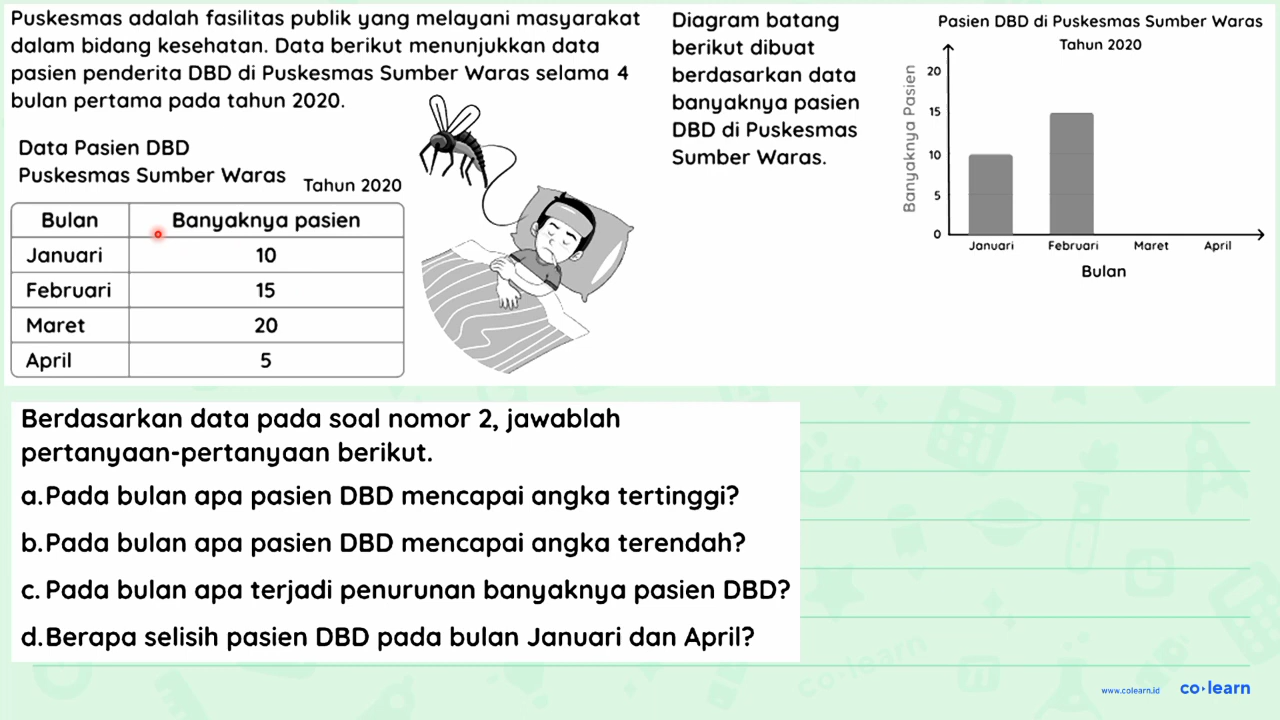 Puskesmas adalah fasilitas publik yang melayani masyarakat
dalam bidang kesehatan. Data berikut menunjukkan data
pasien penderita DBD di Puskesmas Sumber Waras selama 4
bulan pertama pada tahun 2020.
Data Pasien DBD
Puskesmas Sumber Waras
Tahun 2020
Bulan Banyaknya pasien
Januari 10
Februari 15
Maret 20
April 5
Diagram batang
berikut dibuat
berdasarkan data
banyaknya pasien
DBD di Puskesmas
Sumber Waras.
Pasien DBD di Puskesmas Sumber Waras
Tahun 2020
Banyaknya Pasien
20
15
10
5
0
Januari Februari Maret April
Bulan
Berdasarkan data pada soal nomor 2, jawablah
pertanyaan-pertanyaan berikut.
a.Pada bulan apa pasien DBD mencapai angka tertinggi?
b.Pada bulan apa pasien DBD mencapai angka terendah?
c. Pada bulan apa terjadi penurunan banyaknya pasien DBD?
d.Berapa selisih pasien DBD pada bulan Januari dan April?
co·learn
www.colearn.id co·learn